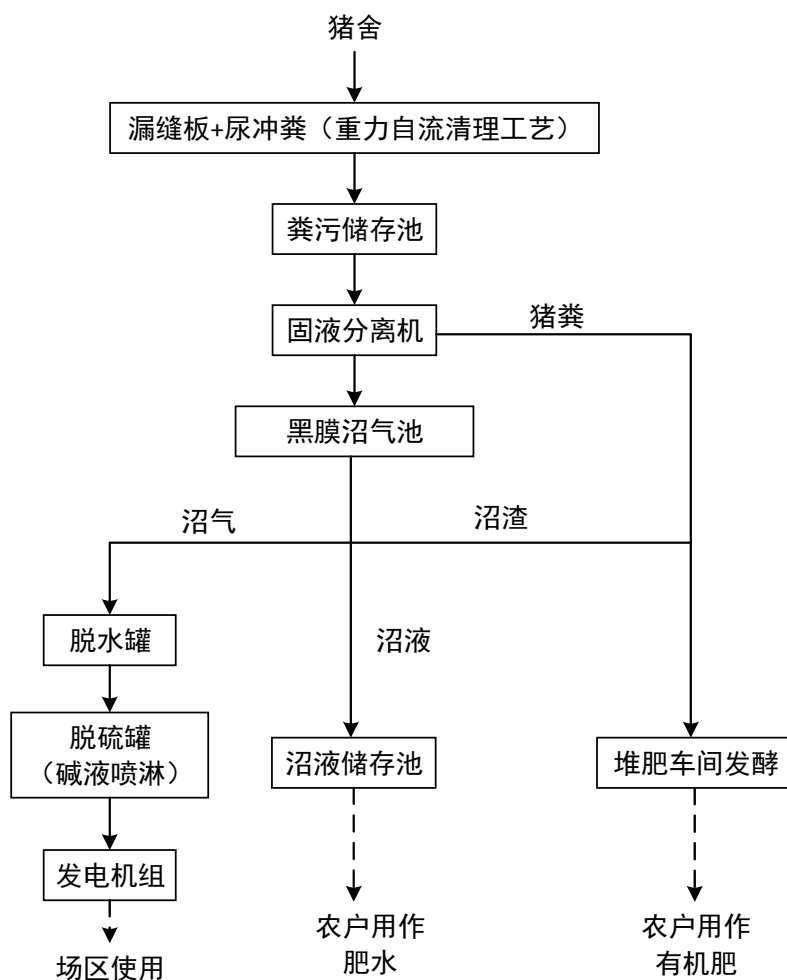 猪舍
漏缝板+尿冲粪（重力自流清理工艺）
粪污储存池
固液分离机
猪粪
黑膜沼气池
沼气
沼渣
脱水罐
沼液
脱硫罐
（碱液喷淋）
沼液储存池
堆肥车间发酵
发电机组
场区使用
农户用作
肥水
农户用作
有机肥